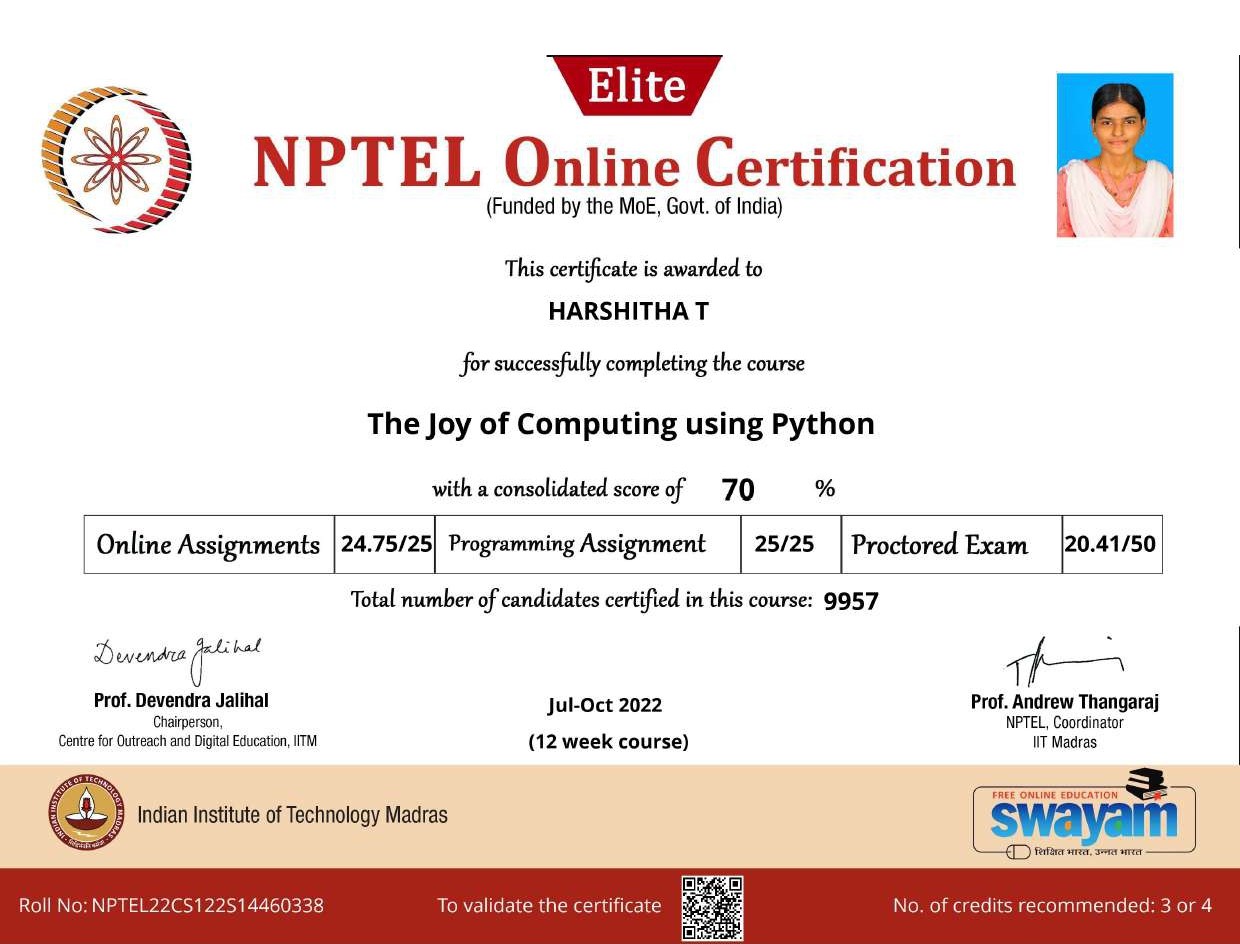 Elite
NPTEL Online Certification
(Funded by the MoE, Govt. of India)
This certificate is awarded to
HARSHITHA T
for successfully completing the course
The Joy of Computing using Python
with a consolidated score of 70 %
Online Assignments 24.75/25 Programming Assignment 25/25 Proctored Exam 20.41/50
Total number of candidates certified in this course: 9957
Devendra Jalihal
Prof. Devendra Jalihal
Chairperson,
Centre for Outreach and Digital Education, IITM
Jul-Oct 2022
(12 week course)
Prof. Andrew Thangaraj
NPTEL, Coordinator
IIT Madras
INDIAN INSTITUTE OF TECHNOLOGY MADRAS
Indian Institute of Technology Madras
FREE ONLINE EDUCATION
swayam
शिक्षित भारत, उन्नत भारत
Roll No: NPTEL22CS122S14460338
To validate the certificate
No. of credits recommended: 3 or 4